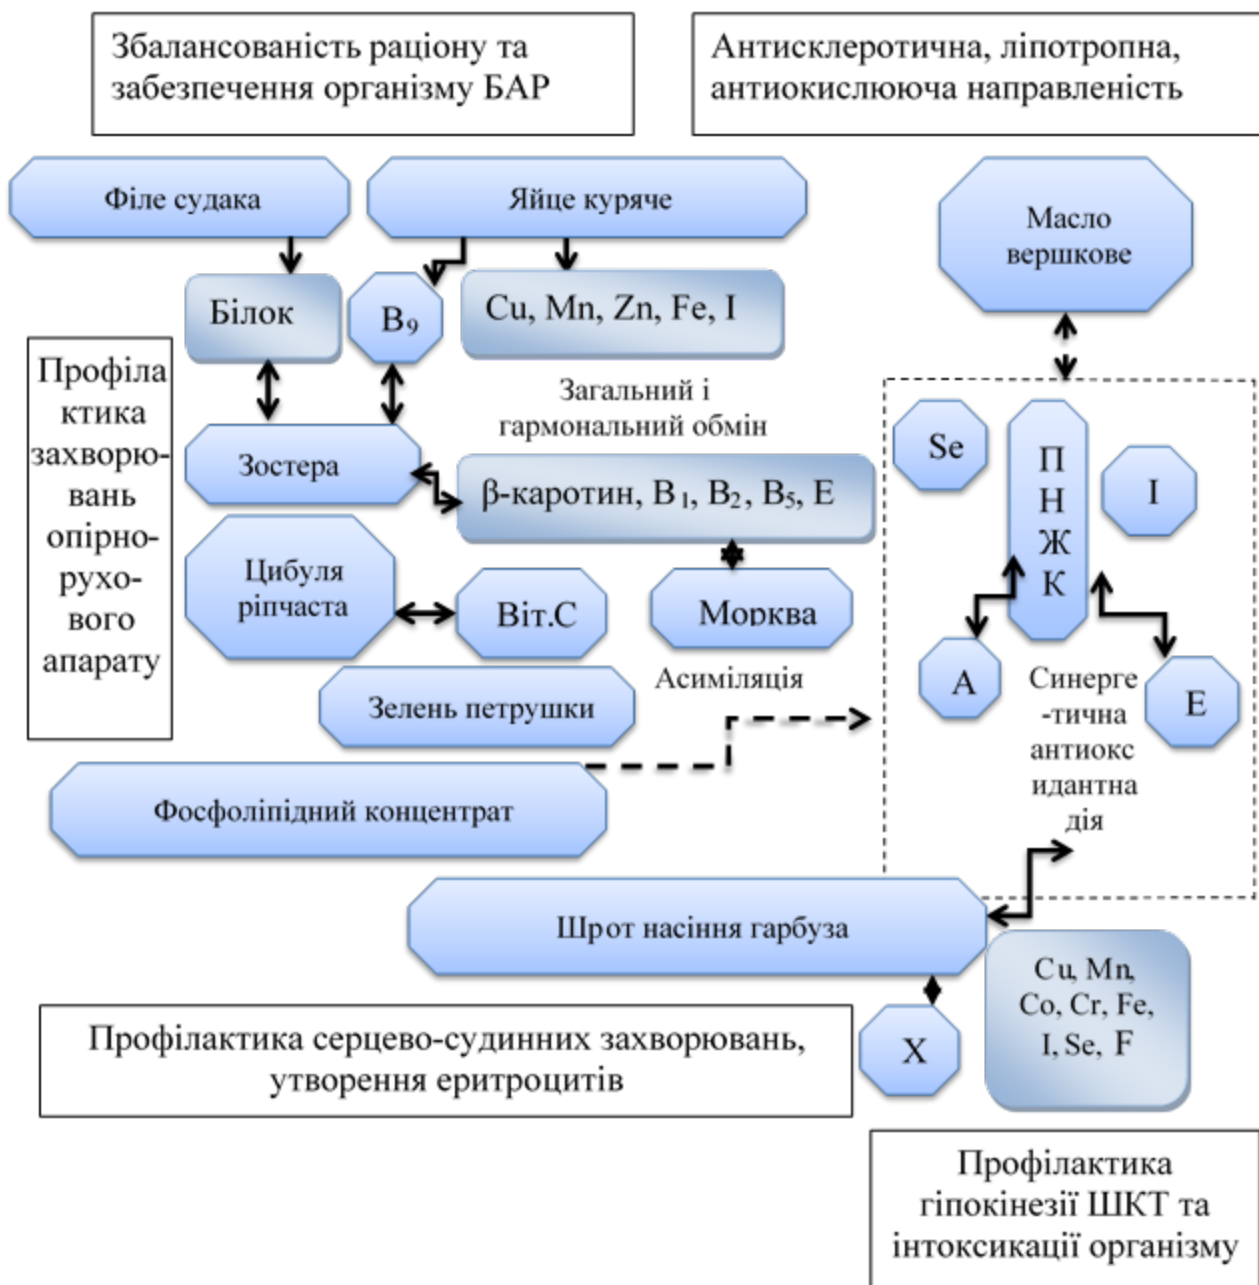 Збалансованість раціону та
забезпечення організму БАР
Антисклеротична, ліпотропна,
антиокислююча направленість
Філе судака
Яйце куряче
Масло
вершкове
Білок
B₉
Cu, Mn, Zn, Fe, I
Профіла
ктика
захворю-
вань
опірно-
рухо-
вого
апарату
Загальний і
гармональний обмін
Зостера
β-каротин, B₁, B₂, B₅, E
Se
П
Н
Ж
К
I
Цибуля
ріпчаста
Віт.С
Морква
A
E
Синерге
-тична
антиокс
идантна
дія
Зелень петрушки
Асиміляція
Фосфоліпідний концентрат
Шрот насіння гарбуза
Cu, Mn,
Co, Cr, Fe,
I, Se, F
X
Профілактика серцево-судинних захворювань,
утворення еритроцитів
Профілактика
гіпокінезії ШКТ та
інтоксикації організму